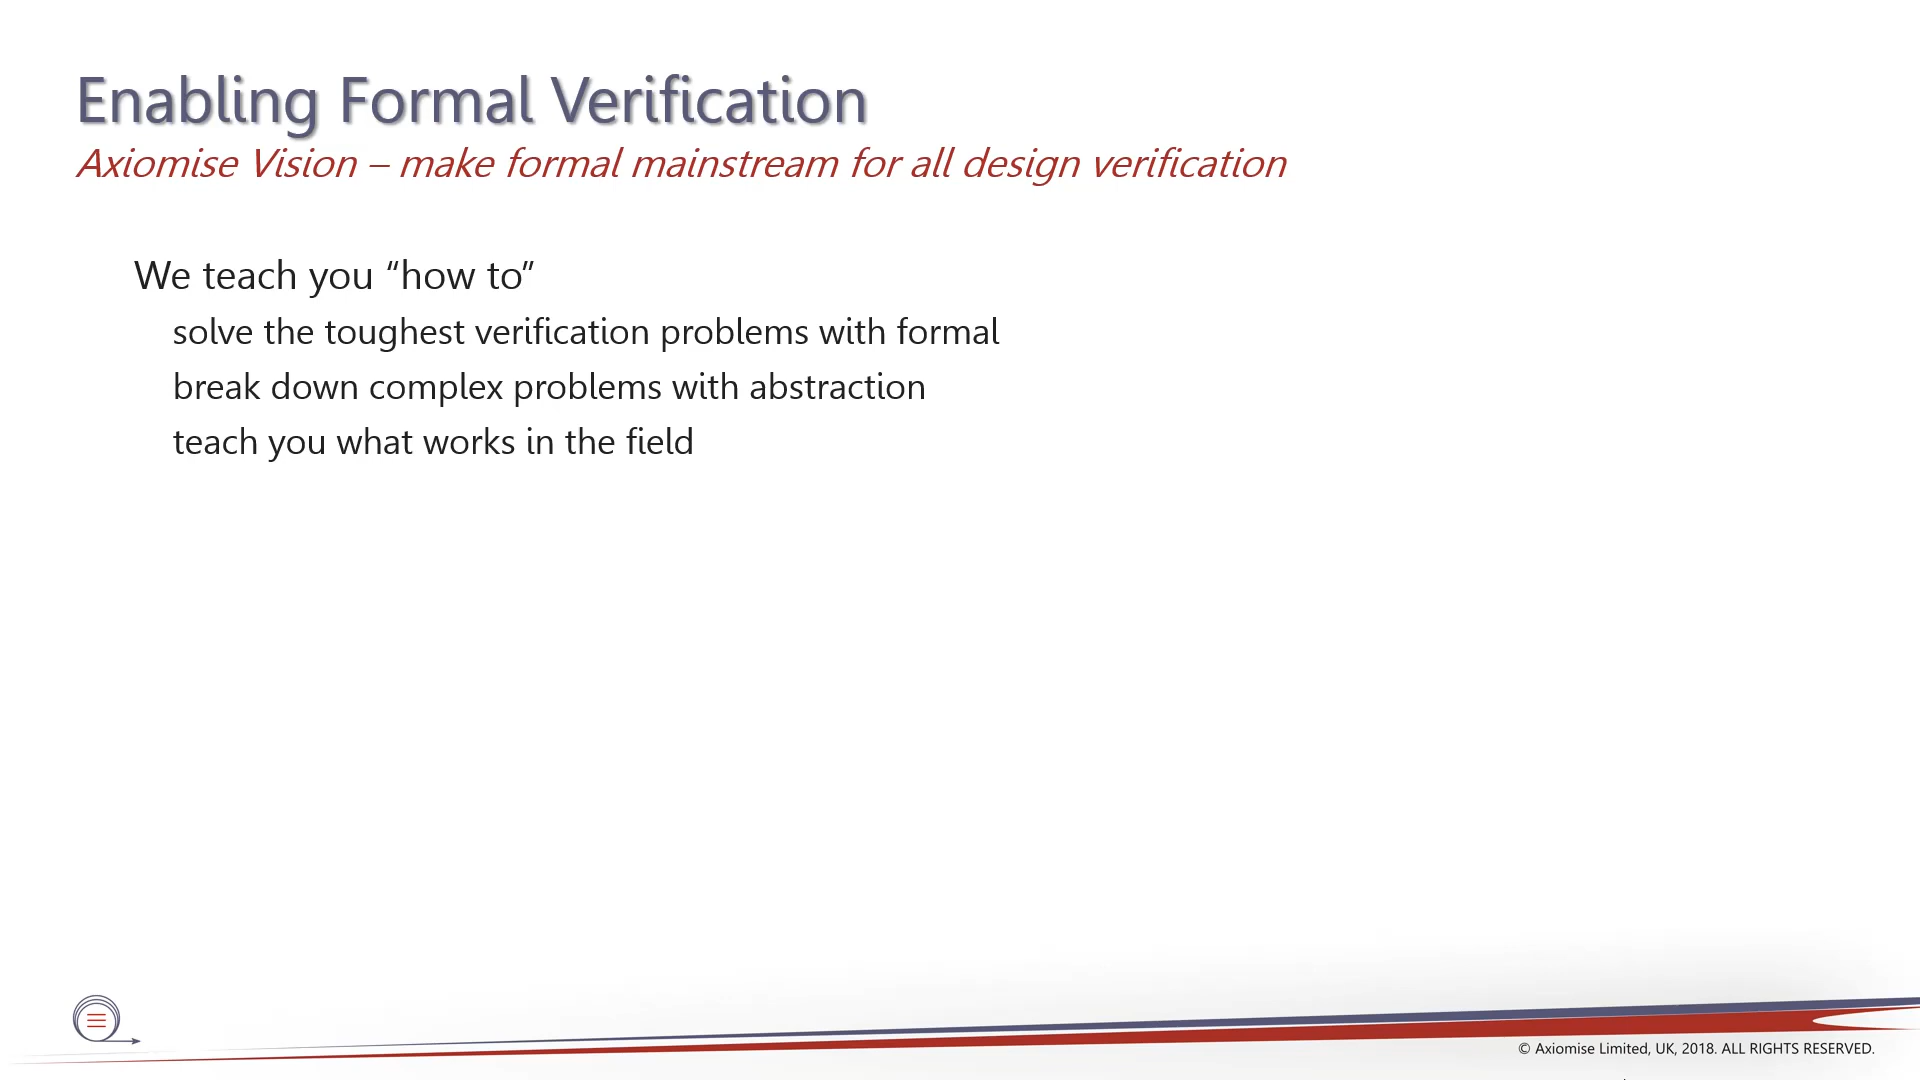 Enabling Formal Verification
Axiomise Vision – make formal mainstream for all design verification
We teach you “how to”
solve the toughest verification problems with formal
break down complex problems with abstraction
teach you what works in the field
© Axiomise Limited, UK, 2018. ALL RIGHTS RESERVED.